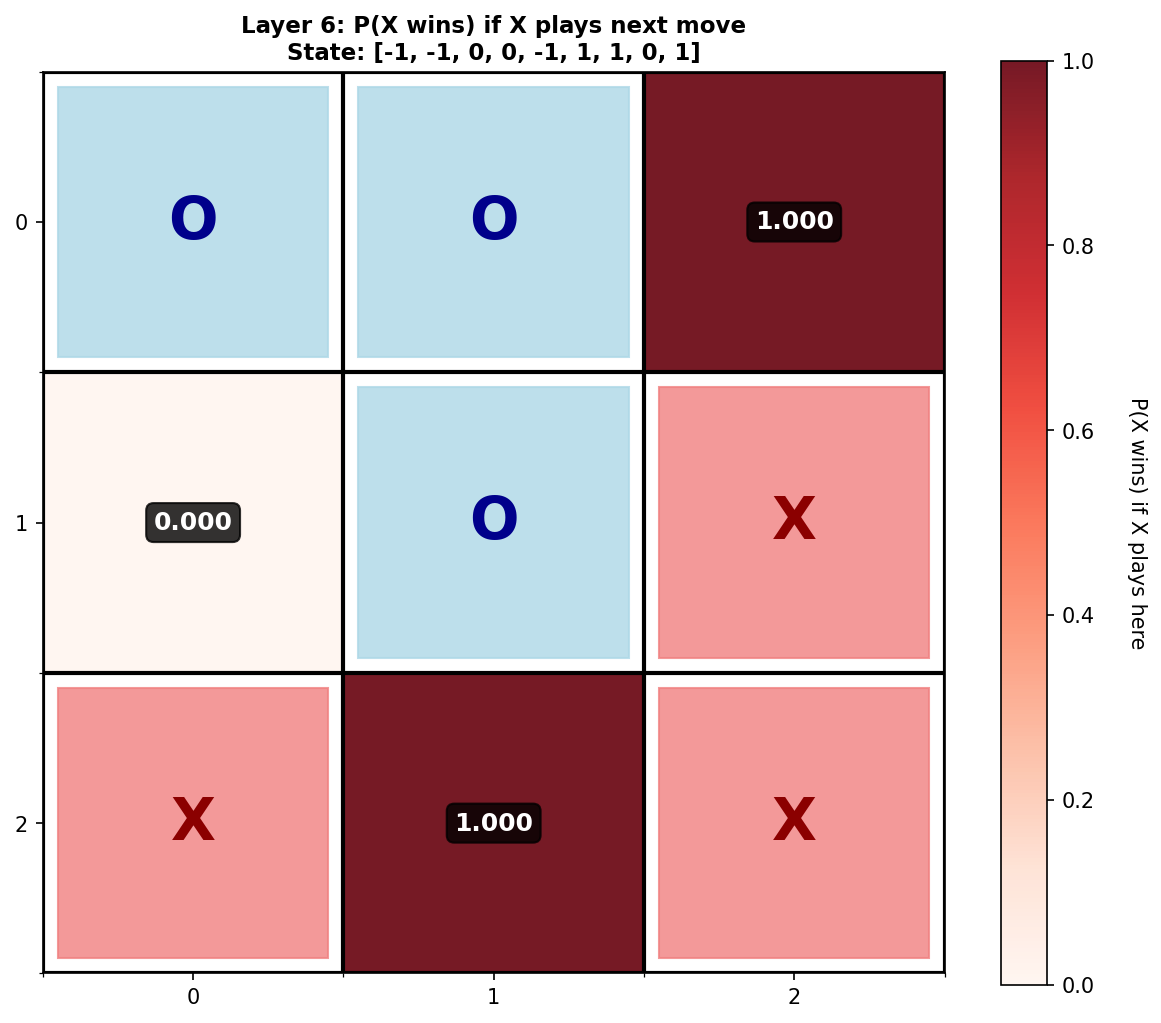 Layer 6: P(X wins) if X plays next move
State: [-1, -1, 0, 0, -1, 1, 1, 0, 1]
0
O
O
1.000
1
0.000
O
X
2
X
1.000
X
0
1
2
1.0
0.8
0.6
0.4
0.2
0.0
P(X wins) if X plays here